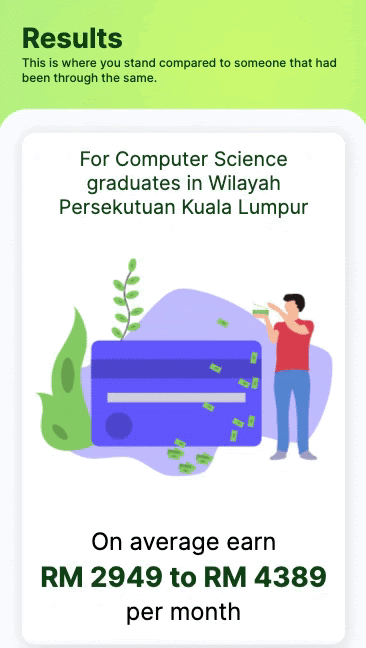 Results
This is where you stand compared to someone that had
been through the same.
For Computer Science
graduates in Wilayah
Persekutuan Kuala Lumpur
On average earn
RM 2949 to RM 4389
per month